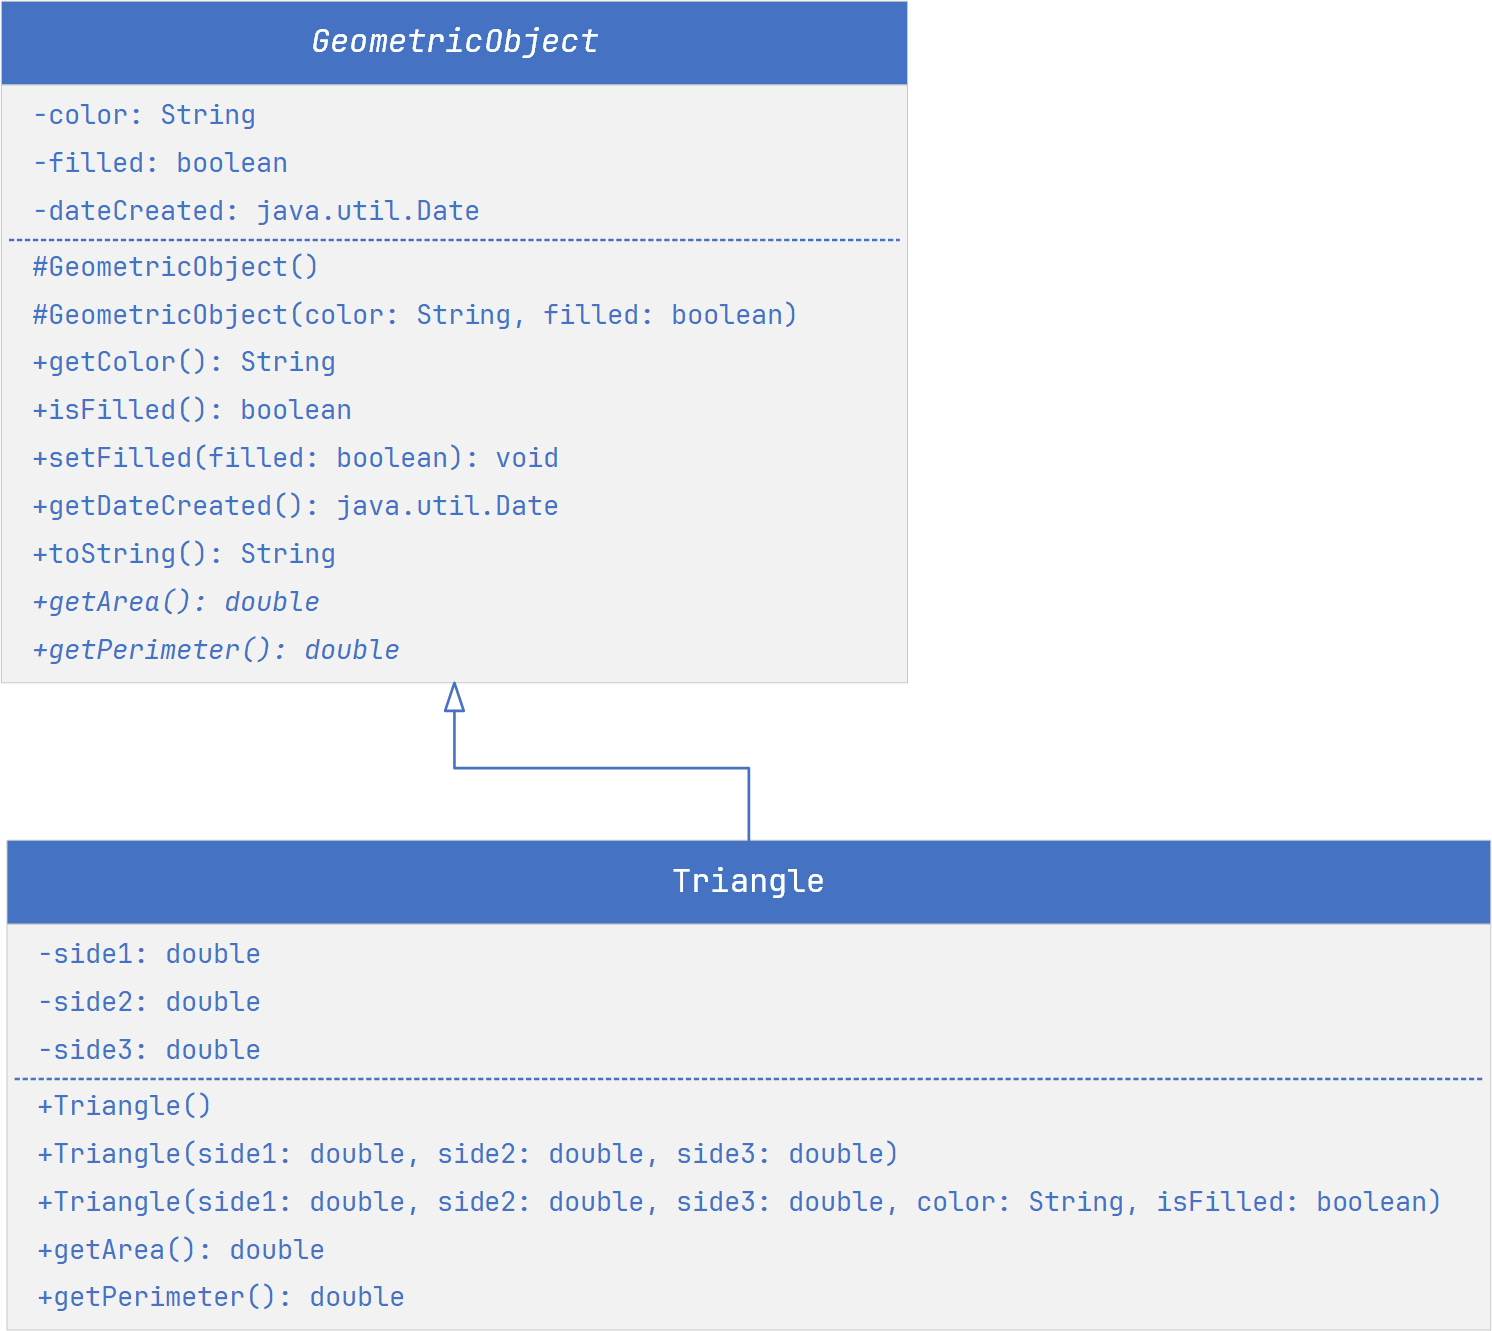 GeometricObject
-color: String
-filled: boolean
-dateCreated: java.util.Date
#GeometricObject()
#GeometricObject(color: String, filled: boolean)
+getColor(): String
+isFilled(): boolean
+setFilled(filled: boolean): void
+getDateCreated(): java.util.Date
+toString(): String
+getArea(): double
+getPerimeter(): double
Triangle
-side1: double
-side2: double
-side3: double
+Triangle()
+Triangle(side1: double, side2: double, side3: double)
+Triangle(side1: double, side2: double, side3: double, color: String, isFilled: boolean)
+getArea(): double
+getPerimeter(): double